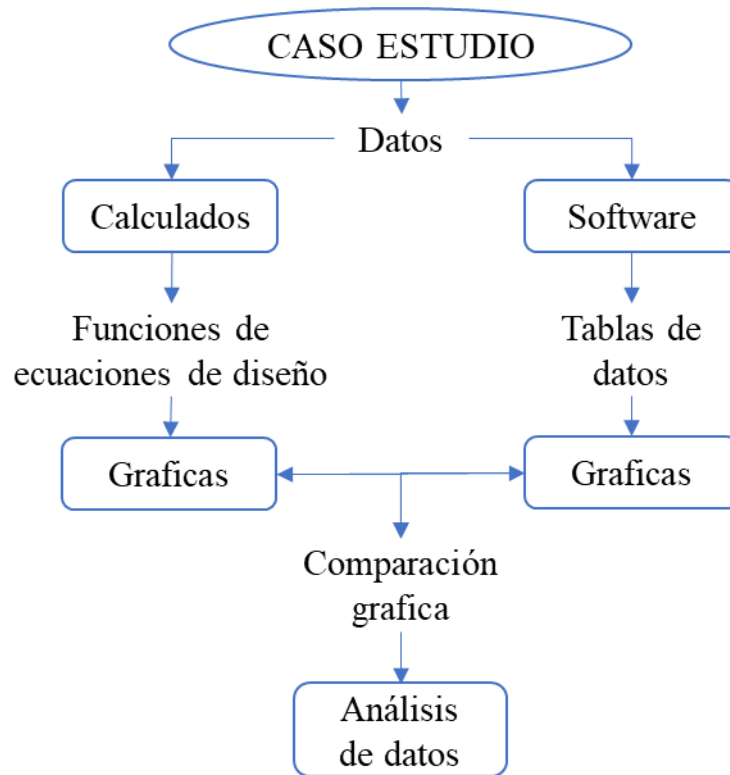 CASO ESTUDIO
Datos
Calculados
Software
Funciones de
ecuaciones de diseño
Tablas de
datos
Graficas
Graficas
Comparación
grafica
Análisis
de datos